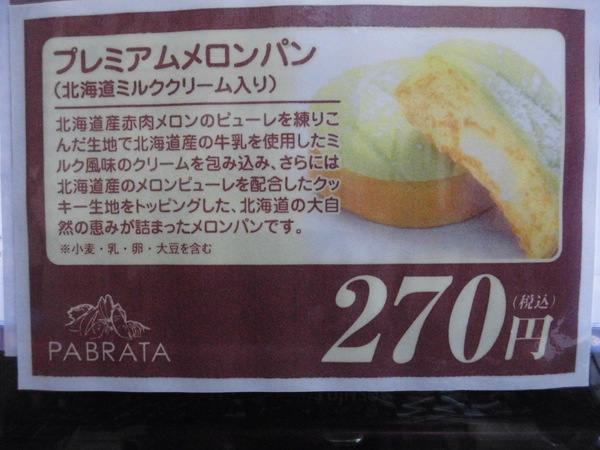 プレミアムメロンパン
(北海道ミルククリーム入り)
北海道産赤肉メロンのピューレを練りこ
んだ生地で北海道産の牛乳を使用したミ
ルク風味のクリームを包み込み、さらには
北海道産のメロンピューレを配合したクッ
キー生地をトッピングした、北海道の大自
然の恵みが詰まったメロンパンです。
※小麦・乳・卵・大豆を含む
270円(税込)
PABRATA